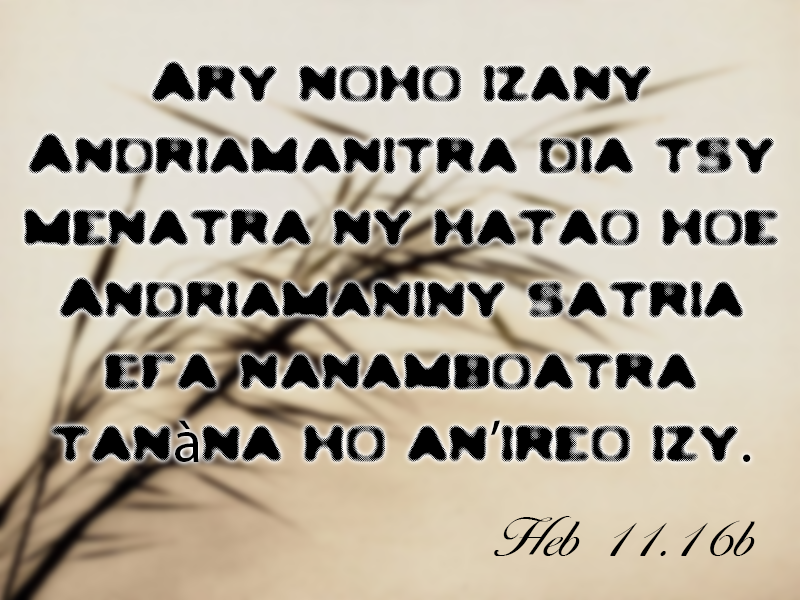 Ary noho izany
Andriamanitra dia tsy
menatra ny hatao hoe
Andriamaniny satria
efa nanamboatra
tanàna ho an'ireo izy.
Heb 11.16b